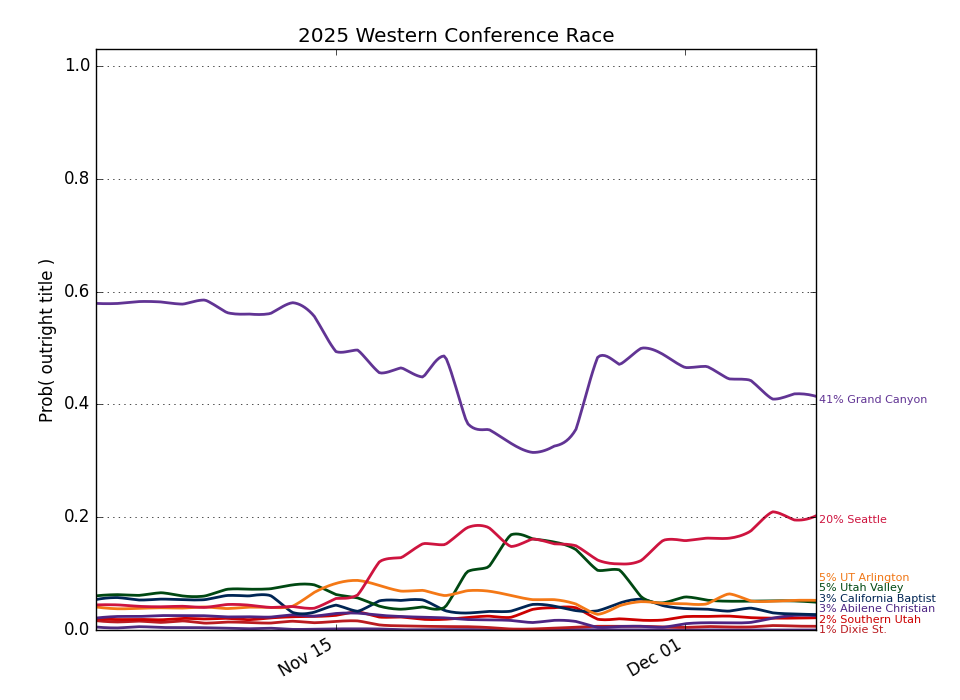 2025 Western Conference Race
Prob( outright title )
1.0
0.8
0.6
0.4
0.2
0.0
Nov 15
Dec 01
41% Grand Canyon
20% Seattle
5% UT Arlington
5% Utah Valley
3% California Baptist
3% Abilene Christian
2% Southern Utah
1% Dixie St.